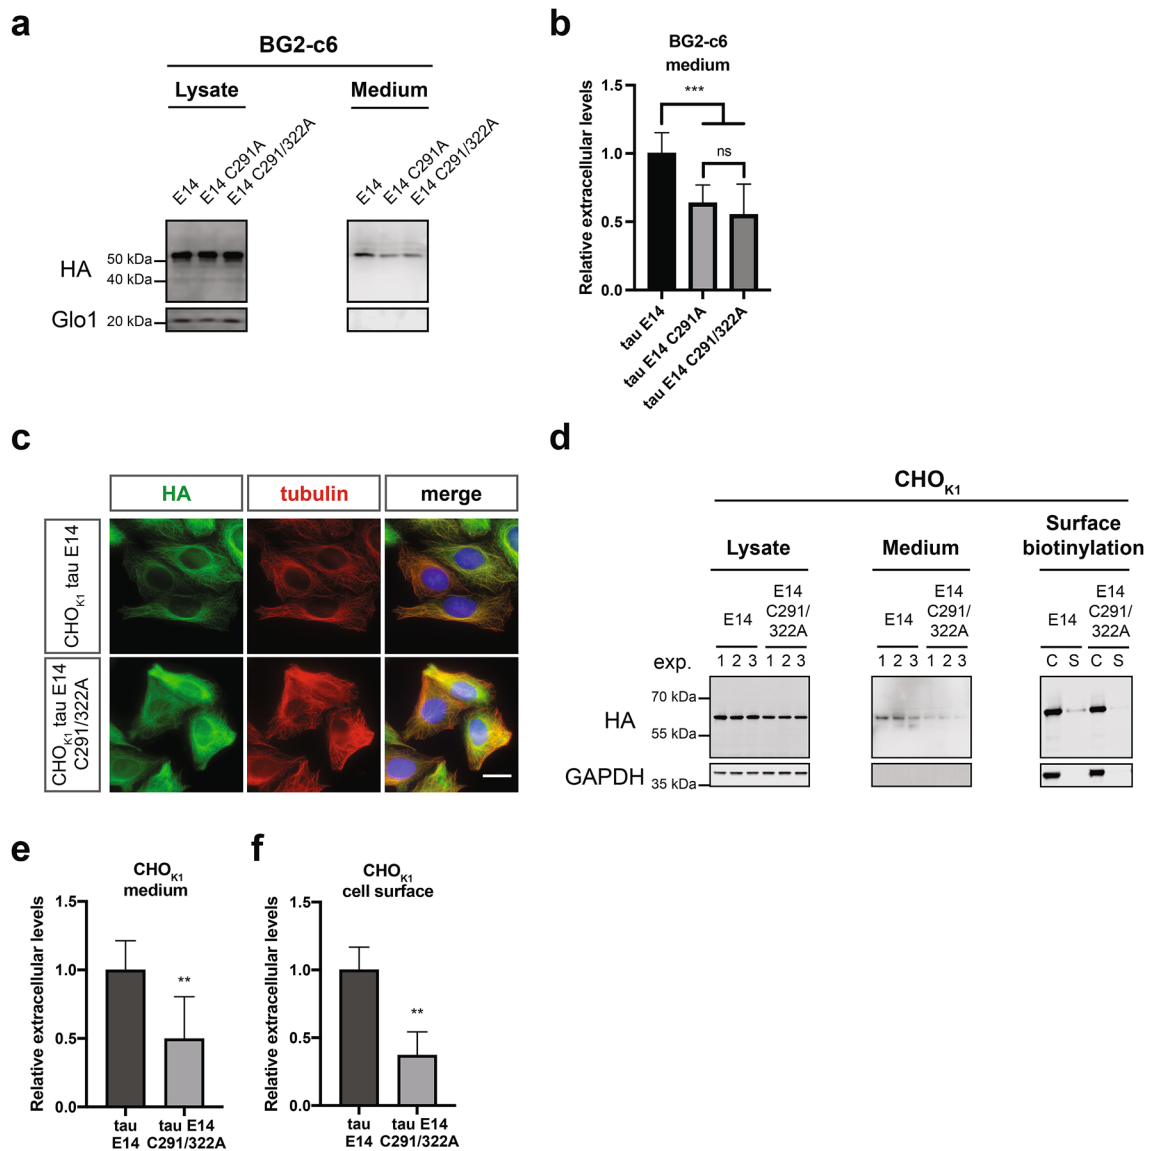 a
BG2-c6
Lysate
Medium
E14
E14 C291A
E14 C291/322A
E14
E14 C291A
E14 C291/322A
HA
50 kDa
40 kDa
Glo1
20 kDa
b
BG2-c6
medium
Relative extracellular levels
1.5
1.0
0.5
0.0
***
ns
tau E14
tau E14 C291A
tau E14 C291/322A
c
HA
tubulin
merge
CHOK1 tau E14
CHOK1 tau E14
C291/322A
d
CHOK1
Lysate
Medium
Surface
biotinylation
E14
E14
C291/
322A
E14
E14
C291/
322A
E14
E14
C291/
322A
exp.
1 2 3 1 2 3
1 2 3 1 2 3
C S C S
HA
70 kDa
55 kDa
GAPDH
35 kDa
e
CHOK1
medium
Relative extracellular levels
1.5
1.0
0.5
0.0
**
tau
E14
tau E14
C291/322A
f
CHOK1
cell surface
Relative extracellular levels
1.5
1.0
0.5
0.0
**
tau
E14
tau E14
C291/322A